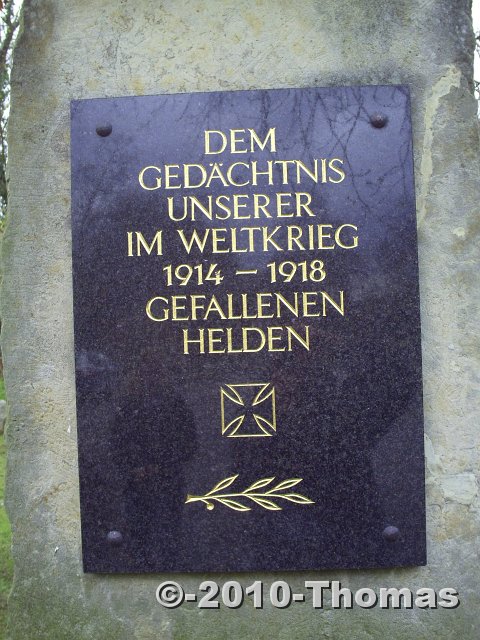 DEM
GEDÄCHTNIS
UNSERER
IM WELTKRIEG
1914 – 1918
GEFALLENEN
HELDEN
©-2010-Thomas